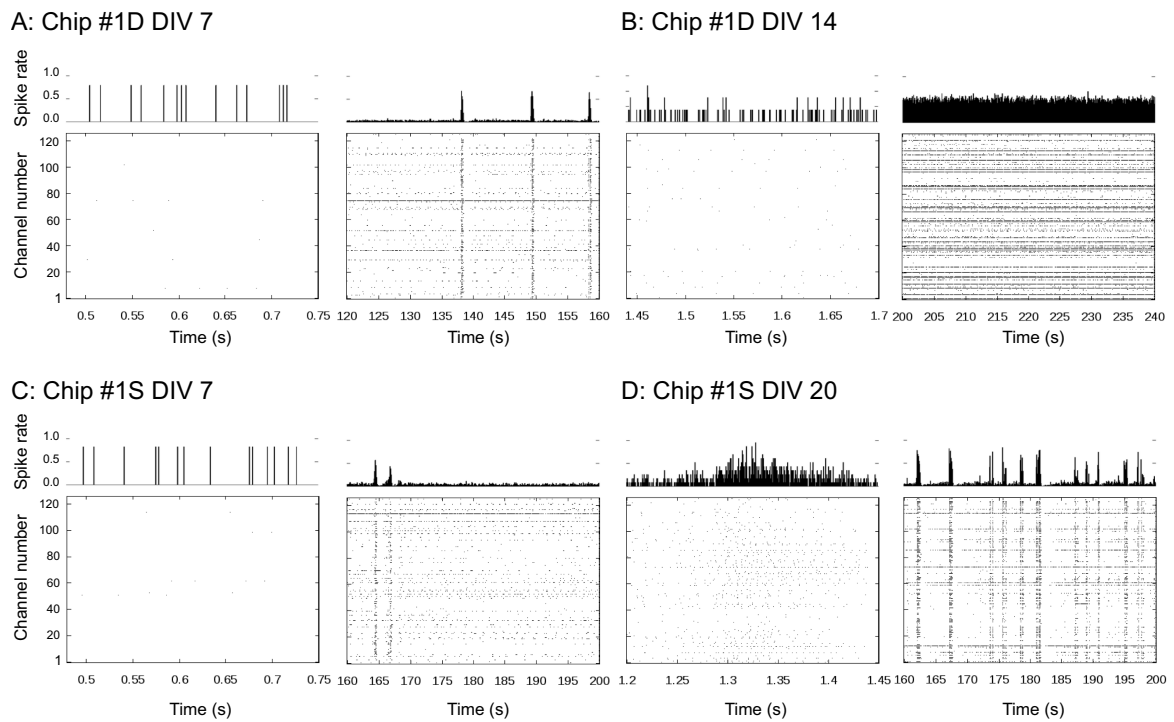 A: Chip #1D DIV 7
B: Chip #1D DIV 14
Spike rate
1.0
0.5
0.0
Channel number
120
100
80
60
40
20
1
0.5 0.55 0.6 0.65 0.7 0.75
120 125 130 135 140 145 150 155 160
1.45 1.5 1.55 1.6 1.65 1.7
200 205 210 215 220 225 230 235 240
Time (s) Time (s) Time (s) Time (s)
C: Chip #1S DIV 7
D: Chip #1S DIV 20
Spike rate
1.0
0.5
0.0
Channel number
120
100
80
60
40
20
1
0.5 0.55 0.6 0.65 0.7 0.75
160 165 170 175 180 185 190 195 200
1.2 1.25 1.3 1.35 1.4 1.45
160 165 170 175 180 185 190 195 200
Time (s) Time (s) Time (s) Time (s)